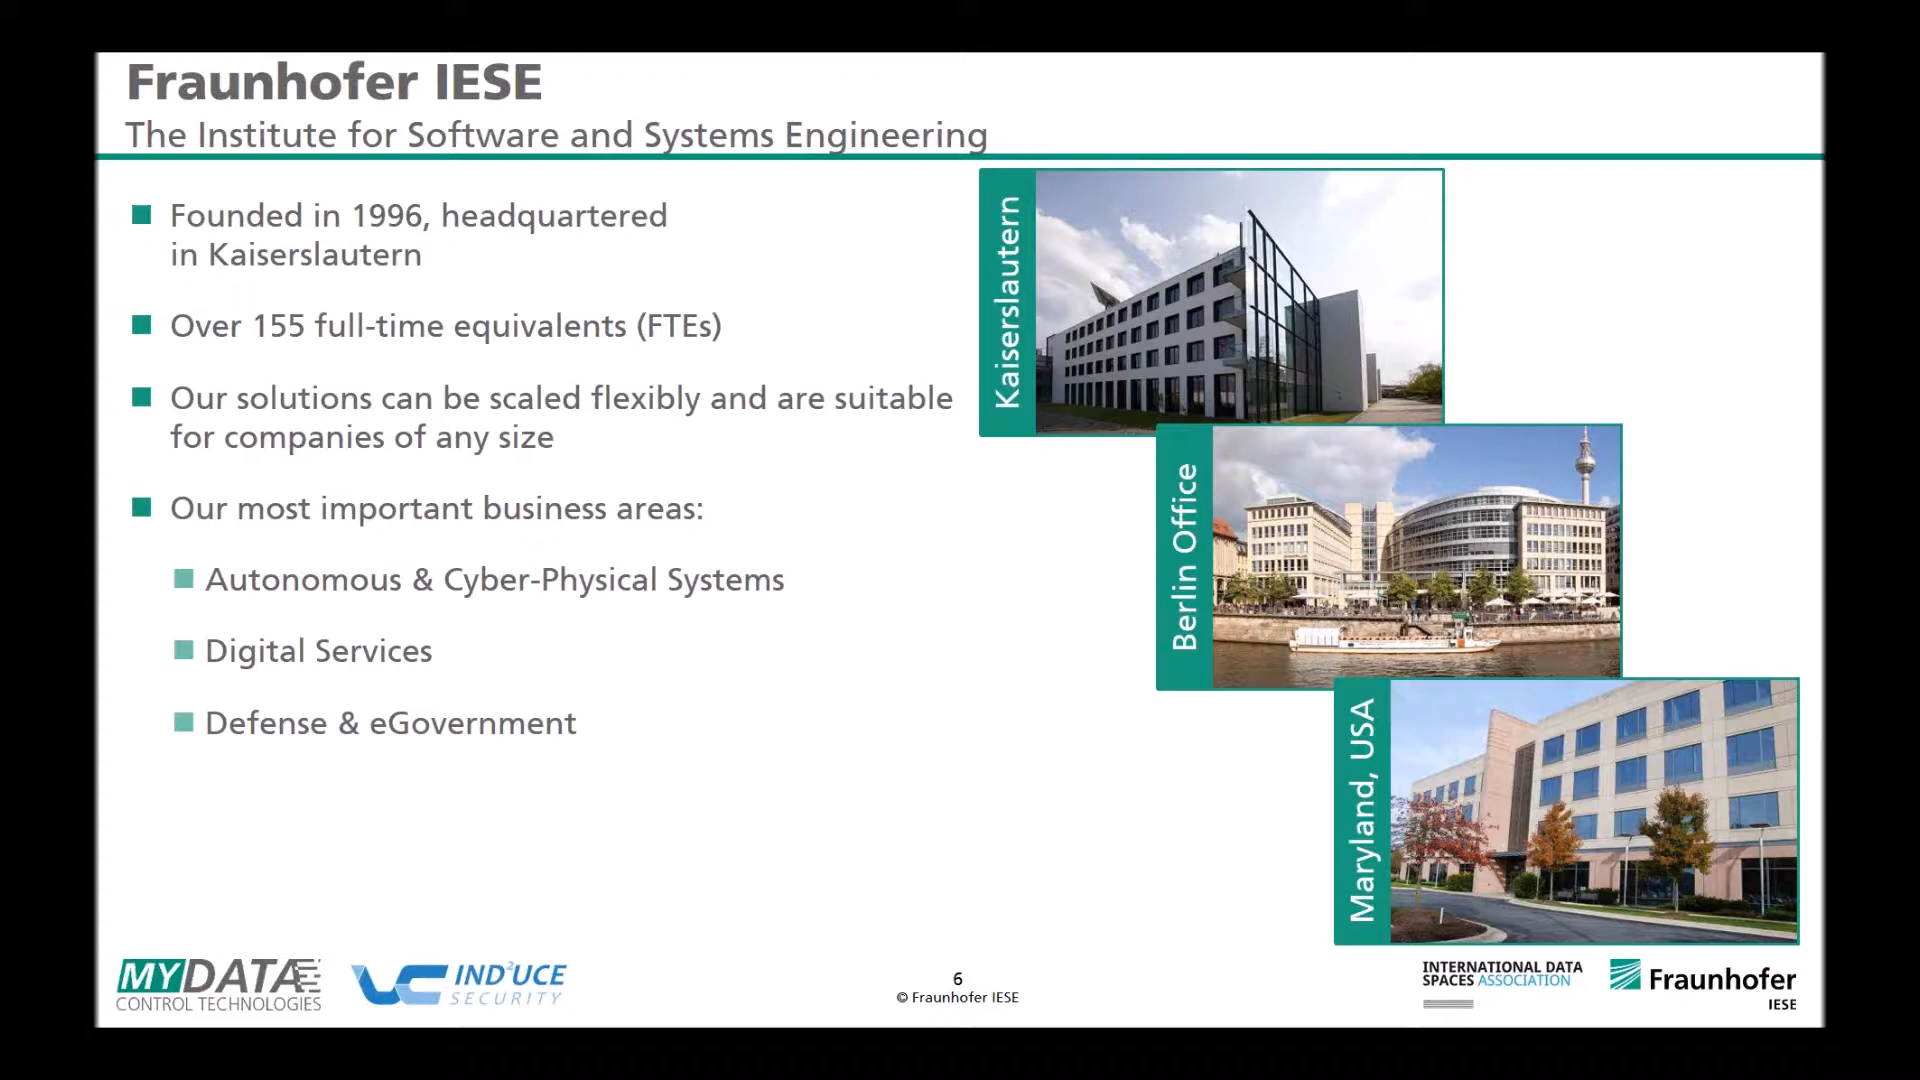 Fraunhofer IESE
The Institute for Software and Systems Engineering
Founded in 1996, headquartered
in Kaiserslautern
Over 155 full-time equivalents (FTEs)
Our solutions can be scaled flexibly and are suitable
for companies of any size
Our most important business areas:
Autonomous & Cyber-Physical Systems
Digital Services
Defense & eGovernment
Kaiserslautern
Berlin Office
Maryland, USA
MYDATA
CONTROL TECHNOLOGIES
IND²UCE
SECURITY
6
© Fraunhofer IESE
INTERNATIONAL DATA
SPACES ASSOCIATION
Fraunhofer
IESE